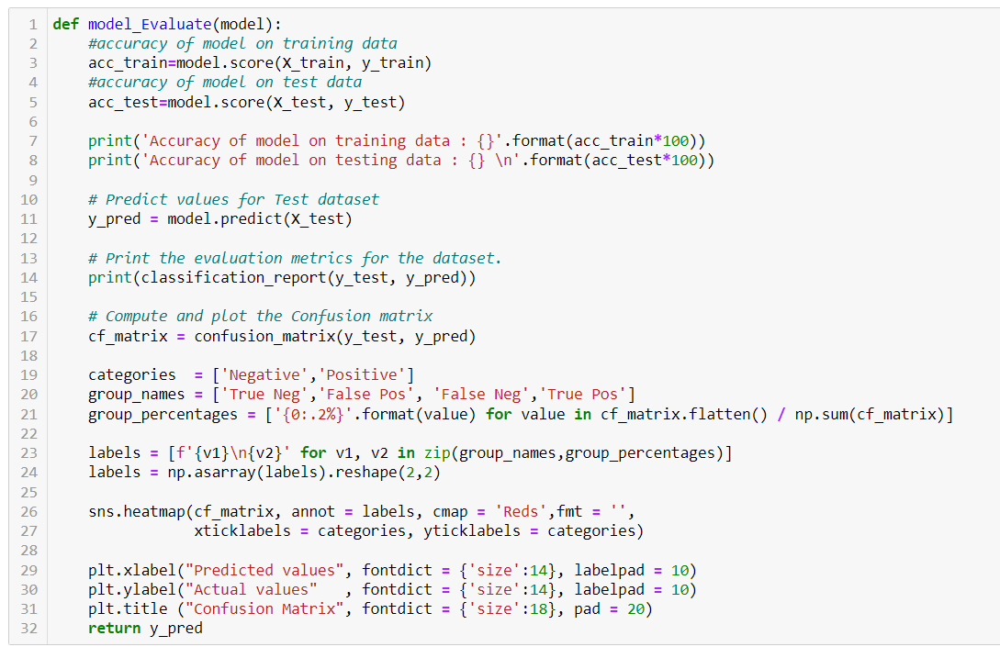 1 def model_Evaluate(model):
2     #accuracy of model on training data
3     acc_train=model.score(X_train, y_train)
4     #accuracy of model on test data
5     acc_test=model.score(X_test, y_test)
6
7     print('Accuracy of model on training data : {}'.format(acc_train*100))
8     print('Accuracy of model on testing data : {} \n'.format(acc_test*100))
9
10     # Predict values for Test dataset
11     y_pred = model.predict(X_test)
12
13     # Print the evaluation metrics for the dataset.
14     print(classification_report(y_test, y_pred))
15
16     # Compute and plot the Confusion matrix
17     cf_matrix = confusion_matrix(y_test, y_pred)
18
19     categories  = ['Negative','Positive']
20     group_names = ['True Neg','False Pos', 'False Neg','True Pos']
21     group_percentages = ['{0:.2%}'.format(value) for value in cf_matrix.flatten() / np.sum(cf_matrix)]
22
23     labels = [f'{v1}\n{v2}' for v1, v2 in zip(group_names,group_percentages)]
24     labels = np.asarray(labels).reshape(2,2)
25
26     sns.heatmap(cf_matrix, annot = labels, cmap = 'Reds',fmt = '',
27                 xticklabels = categories, yticklabels = categories)
28
29     plt.xlabel("Predicted values", fontdict = {'size':14}, labelpad = 10)
30     plt.ylabel("Actual values"   , fontdict = {'size':14}, labelpad = 10)
31     plt.title ("Confusion Matrix", fontdict = {'size':18}, pad = 20)
32     return y_pred